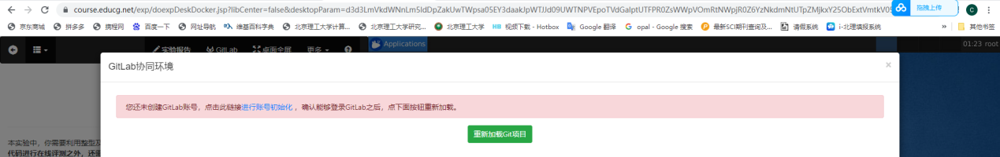 course.educg.net/exp/doexpDeskDocker.jsp?libCenter=false&desktopParam=
拖拽上传
京东商城 拼多多 携程网 百度一下 网址导航 维基百科字典 北京理工大学计算... 北京理工大学研究... 北京理工大学 视频下载 - Hotbox Google 翻译 opal - Google 搜索 最新SCI期刊查询及... 请假系统 i-北理填报系统 » 其他书签
实验报告 GitLab 桌面全屏 更多 Applications 01:23 root
GitLab协同环境 ×
您还未创建GitLab账号，点击此链接进行账号初始化 ，确认能够登录GitLab之后，点下面按钮重新加载。
重新加载Git项目
本实验中，你需要利用整型及
代码进行在线评测之外，还需